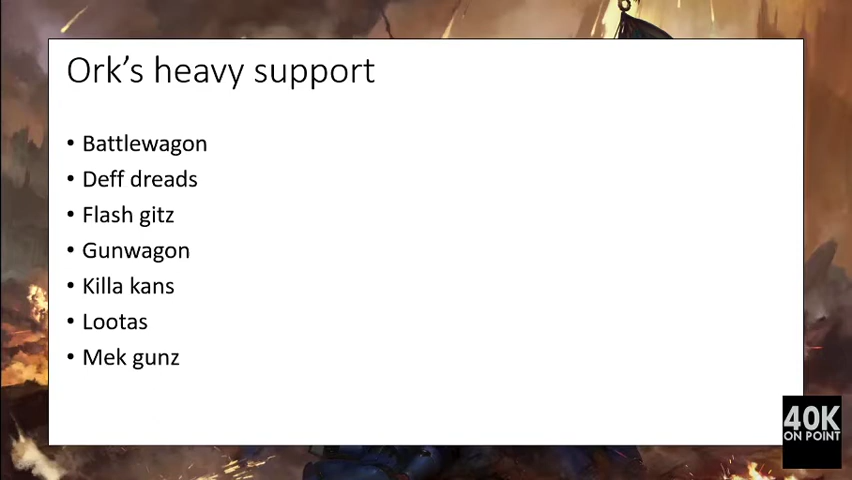 Ork's heavy support
• Battlewagon
• Deff dreads
• Flash gitz
• Gunwagon
• Killa kans
• Lootas
• Mek gunz
40K
ON POINT